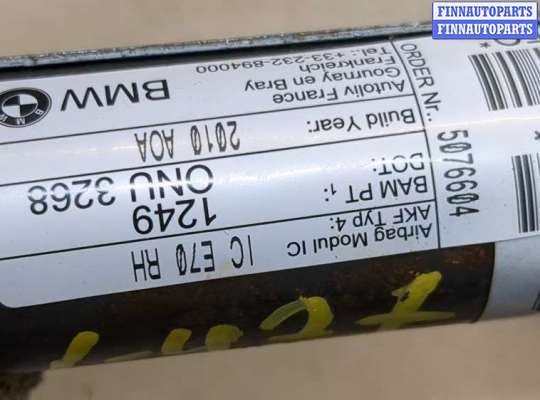 FINNAUTOPARTS
FINNAUTOPARTS
BMW
Autoliv France
Gournay en Bray
Frankreich
Tel.: +33-232-894000
ORDER Nr.: 5076604
Build Year: 2010 AOA
DOT: ONU 3268
BAM PT 1: 1249
AKF Typ 4:
Airbag Modul IC
IC E70 RH